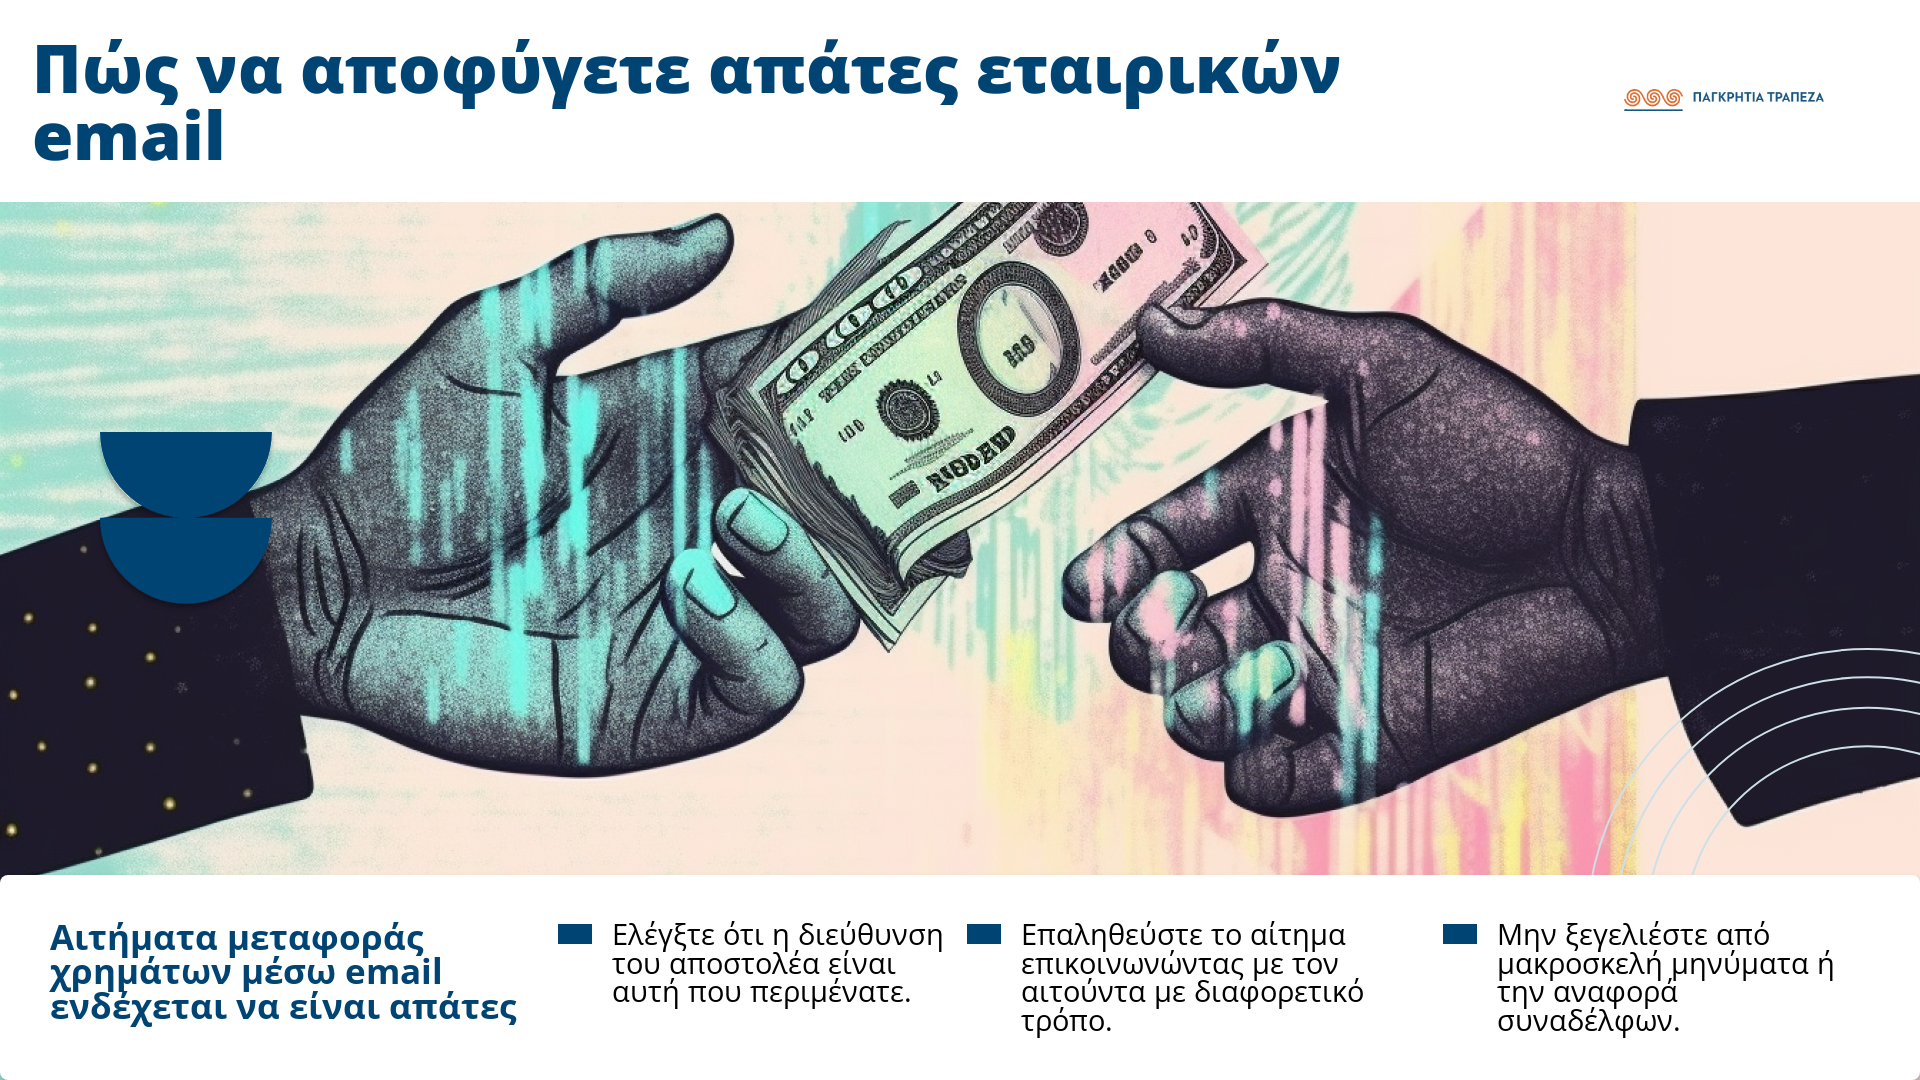 Πώς να αποφύγετε απάτες εταιρικών
email
ΠΑΓΚΡΗΤΙΑ ΤΡΑΠΕΖΑ
Αιτήματα μεταφοράς
χρημάτων μέσω email
ενδέχεται να είναι απάτες
Ελέγξτε ότι η διεύθυνση
του αποστολέα είναι
αυτή που περιμένατε.
Επαληθεύστε το αίτημα
επικοινωνώντας με τον
αιτούντα με διαφορετικό
τρόπο.
Μην ξεγελιέστε από
μακροσκελή μηνύματα ή
την αναφορά
συναδέλφων.